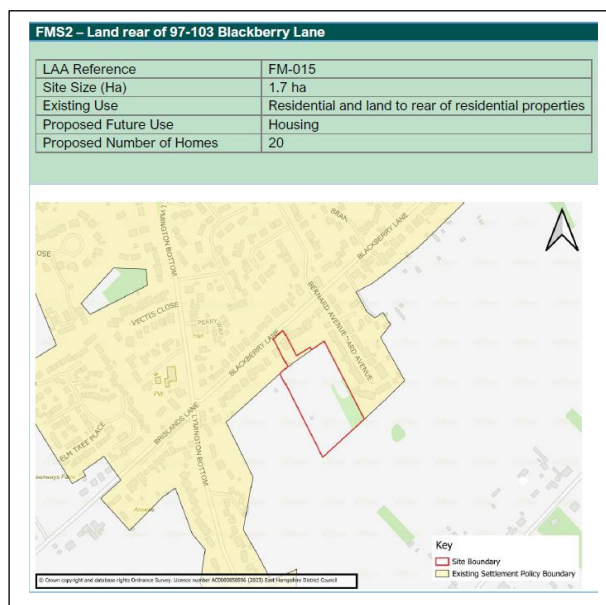 FMS2 – Land rear of 97-103 Blackberry Lane
LAA Reference FM-015
Site Size (Ha) 1.7 ha
Existing Use Residential and land to rear of residential properties
Proposed Future Use Housing
Proposed Number of Homes 20
LYMINGTON BOTTOM
BLACKBERRY LANE
VECTIS CLOSE
BERNARD AVENUE
BLACKBERRY LANE
BRISLANDS LANE
LYMINGTON BOTTOM
ELM TREE PLACE
Key
Site Boundary
Existing Settlement Policy Boundary
© Crown copyright and database rights Ordnance Survey. Licence number AC0000850596 (2023) East Hampshire District Council